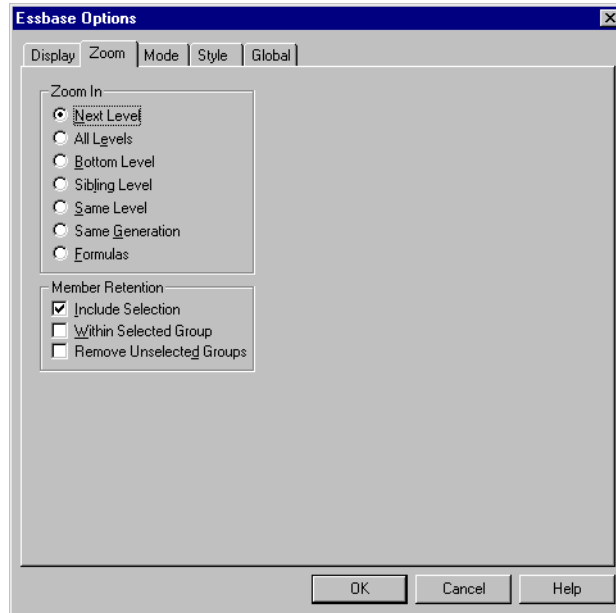 Essbase Options
Display Zoom Mode Style Global
Zoom In
Next Level
All Levels
Bottom Level
Sibling Level
Same Level
Same Generation
Formulas
Member Retention
Include Selection
Within Selected Group
Remove Unselected Groups
OK Cancel Help